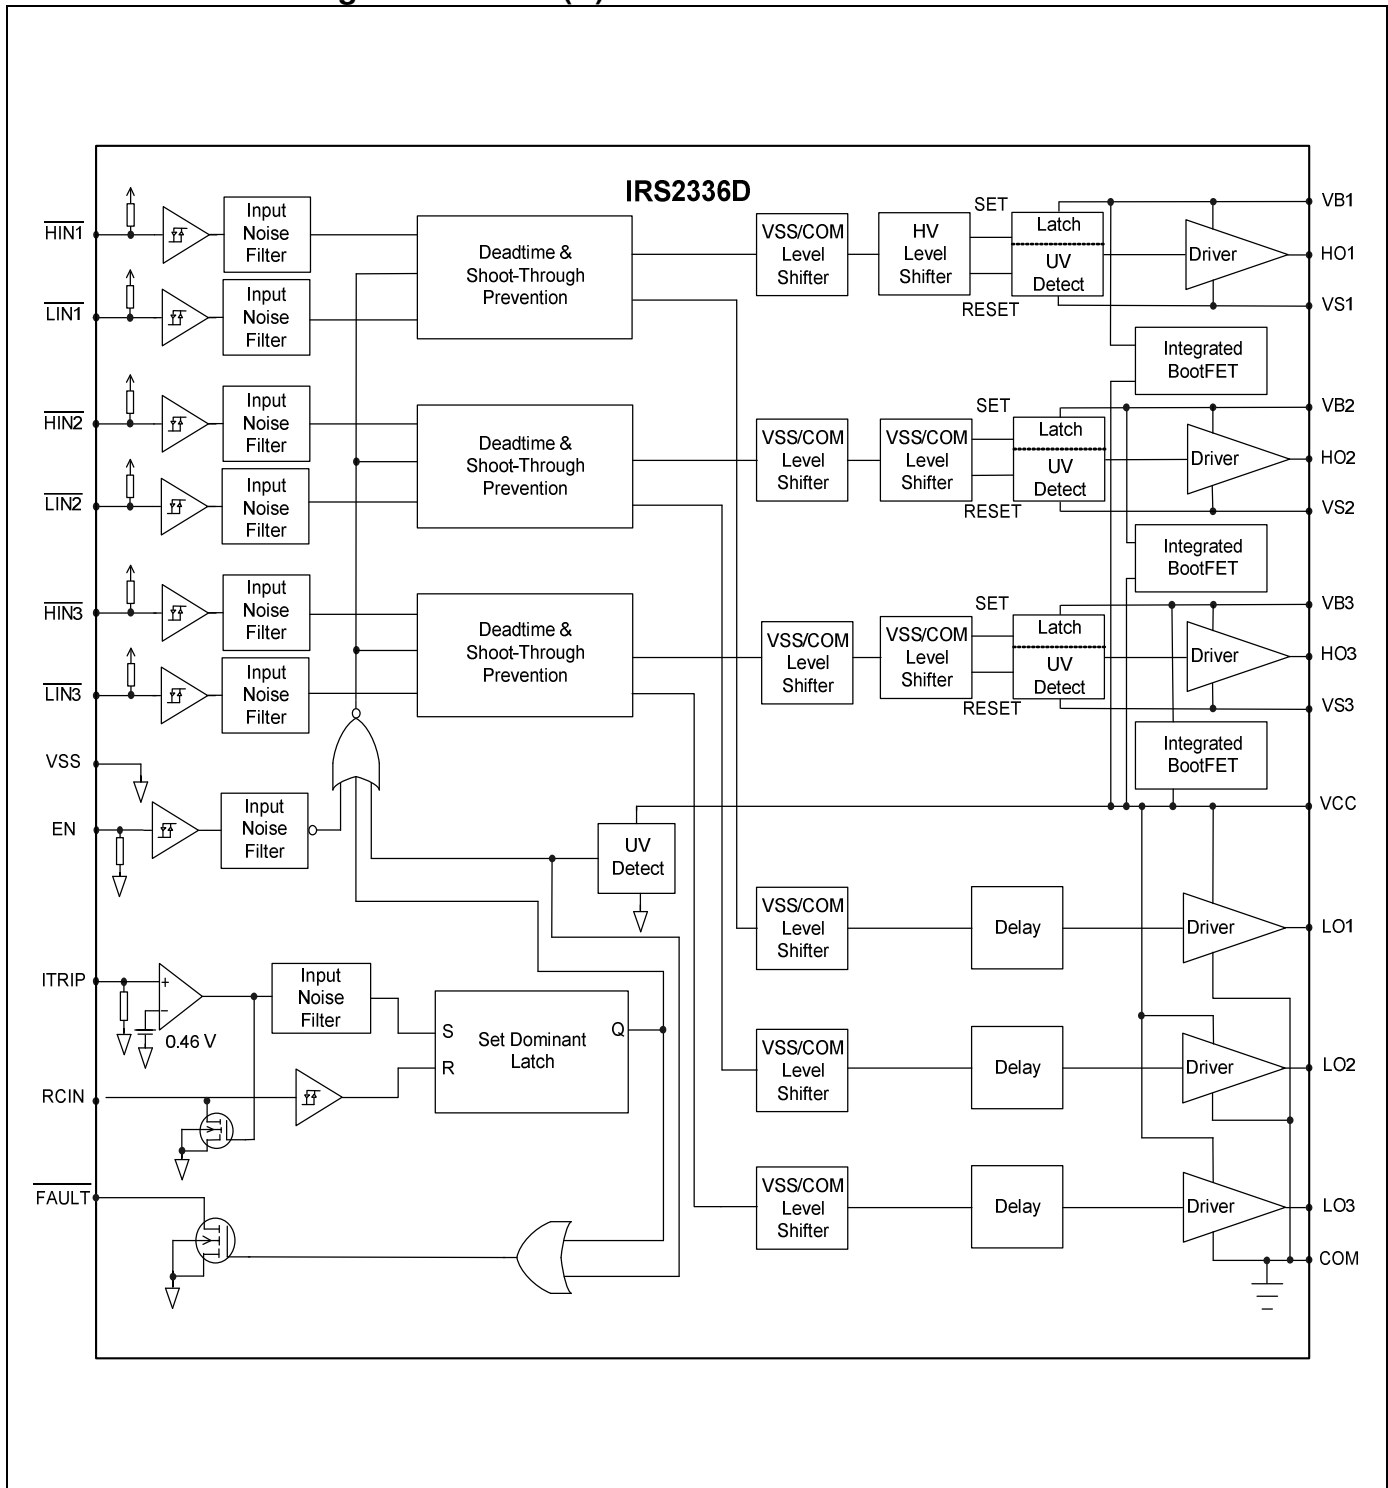 IRS2336D
HIN1
Input
Noise
Filter
LIN1
Input
Noise
Filter
Deadtime &
Shoot-Through
Prevention
VSS/COM
Level
Shifter
HV
Level
Shifter
SET
Latch
UV
Detect
RESET
Driver
VB1
HO1
VS1
Integrated
BootFET
HIN2
Input
Noise
Filter
LIN2
Input
Noise
Filter
Deadtime &
Shoot-Through
Prevention
VSS/COM
Level
Shifter
VSS/COM
Level
Shifter
SET
Latch
UV
Detect
RESET
Driver
VB2
HO2
VS2
Integrated
BootFET
HIN3
Input
Noise
Filter
LIN3
Input
Noise
Filter
Deadtime &
Shoot-Through
Prevention
VSS/COM
Level
Shifter
VSS/COM
Level
Shifter
SET
Latch
UV
Detect
RESET
Driver
VB3
HO3
VS3
Integrated
BootFET
VSS
EN
Input
Noise
Filter
UV
Detect
VCC
VSS/COM
Level
Shifter
Delay
Driver
LO1
ITRIP
+
-
0.46 V
Input
Noise
Filter
S
R
Q
Set Dominant
Latch
VSS/COM
Level
Shifter
Delay
Driver
LO2
RCIN
FAULT
VSS/COM
Level
Shifter
Delay
Driver
LO3
COM